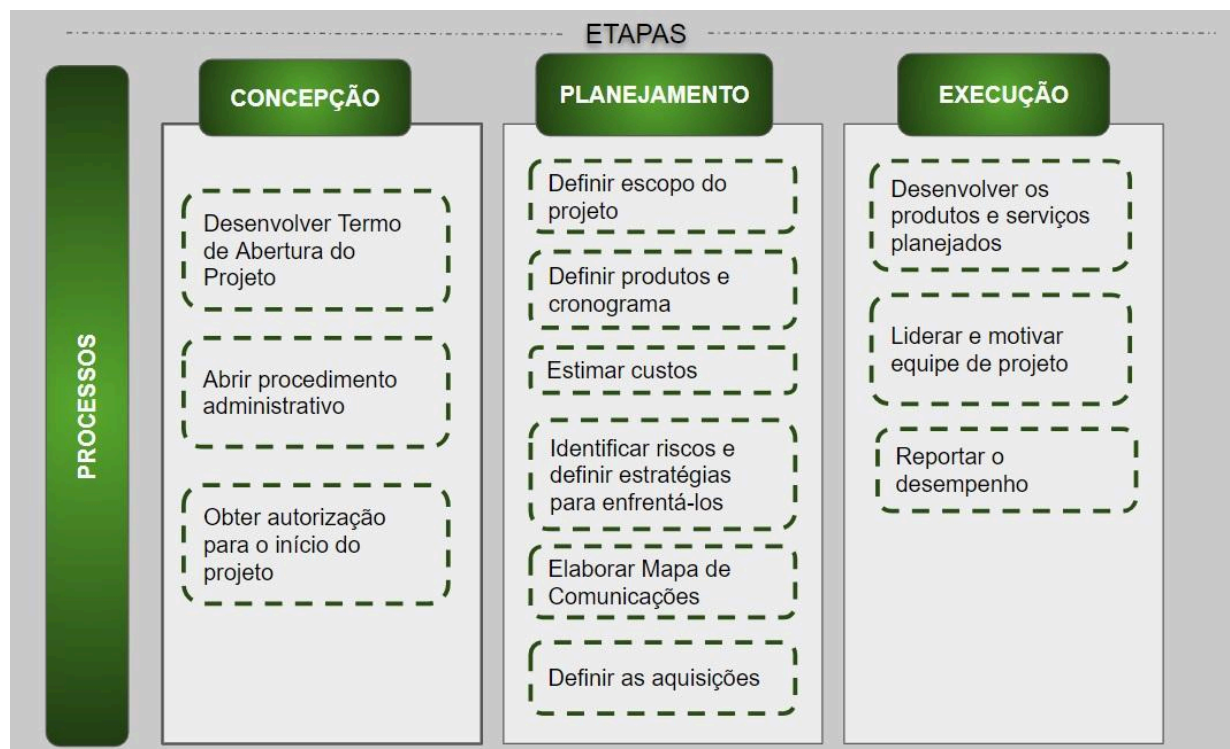 ETAPAS
PROCESSOS
CONCEPÇÃO
Desenvolver Termo
de Abertura do
Projeto
Abrir procedimento
administrativo
Obter autorização
para o início do
projeto
PLANEJAMENTO
Definir escopo do
projeto
Definir produtos e
cronograma
Estimar custos
Identificar riscos e
definir estratégias
para enfrentá-los
Elaborar Mapa de
Comunicações
Definir as aquisições
EXECUÇÃO
Desenvolver os
produtos e serviços
planejados
Liderar e motivar
equipe de projeto
Reportar o
desempenho